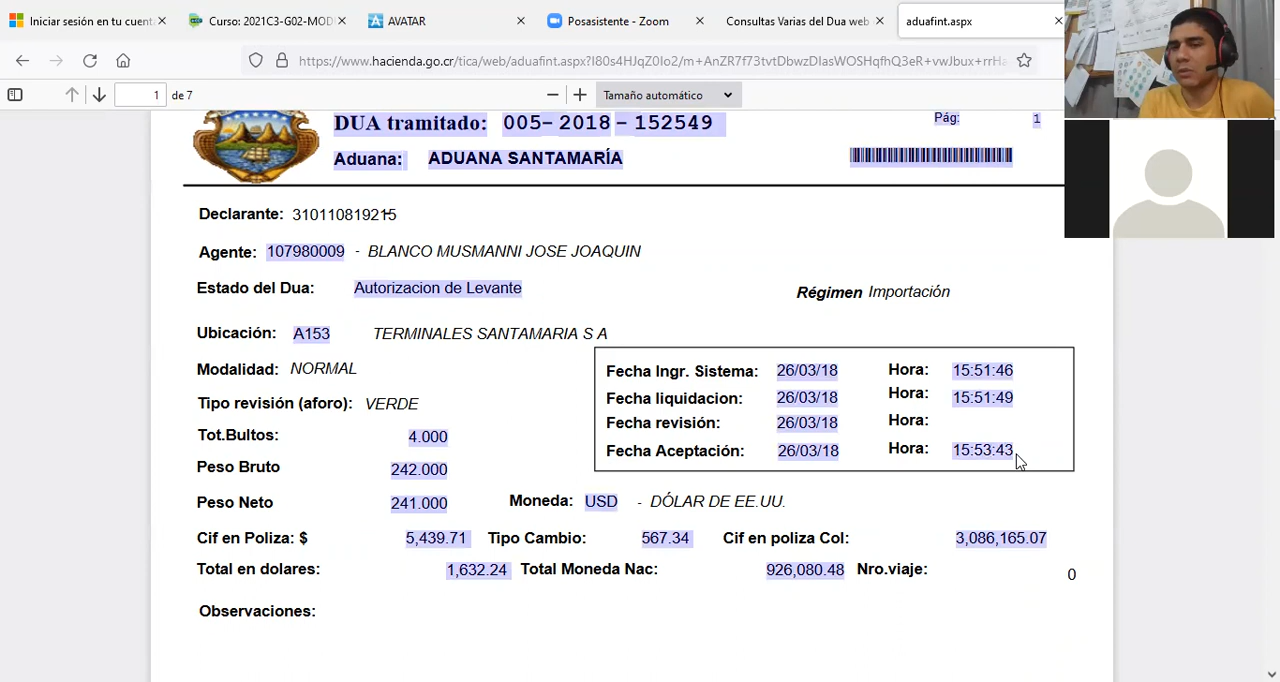 Iniciar sesión en tu cuent
Curso: 2021C3-G02-MOD
AVATAR
Posasistente - Zoom
Consultas Varias del Dua web
aduafint.aspx
1 de 7
Tamaño automático
DUA tramitado: 005- 2018 - 152549 Pág: 1
Aduana: ADUANA SANTAMARÍA
Declarante: 310110819215
Agente: 107980009 - BLANCO MUSMANNI JOSE JOAQUIN
Estado del Dua: Autorizacion de Levante
Régimen Importación
Ubicación: A153 TERMINALES SANTAMARIA S A
Modalidad: NORMAL
Fecha Ingr. Sistema: 26/03/18 Hora: 15:51:46
Fecha liquidacion: 26/03/18 Hora: 15:51:49
Tipo revisión (aforo): VERDE
Fecha revisión: 26/03/18 Hora:
Tot.Bultos: 4.000
Fecha Aceptación: 26/03/18 Hora: 15:53:43
Peso Bruto 242.000
Peso Neto 241.000 Moneda: USD - DÓLAR DE EE.UU.
Cif en Poliza: $ 5,439.71 Tipo Cambio: 567.34 Cif en poliza Col: 3,086,165.07
Total en dolares: 1,632.24 Total Moneda Nac: 926,080.48 Nro.viaje: 0
Observaciones: